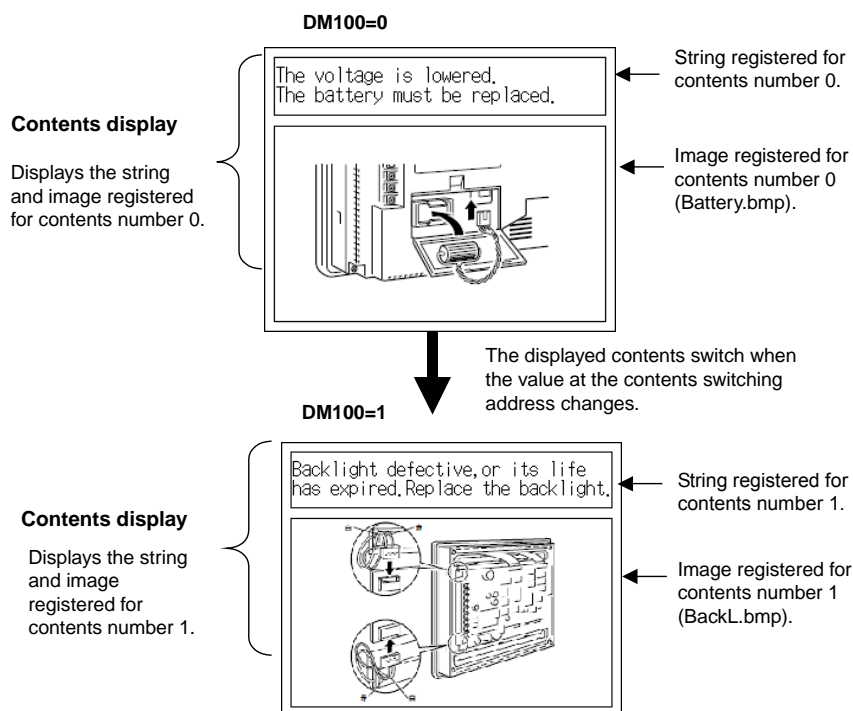 DM100=0
The voltage is lowered.
The battery must be replaced.
String registered for
contents number 0.
Contents display
Displays the string
and image registered
for contents number 0.
Image registered for
contents number 0
(Battery.bmp).
The displayed contents switch when
the value at the contents switching
address changes.
DM100=1
Backlight defective,or its life
has expired.Replace the backlight.
String registered for
contents number 1.
Contents display
Displays the string
and image
registered for
contents number 1.
Image registered for
contents number 1
(BackL.bmp).